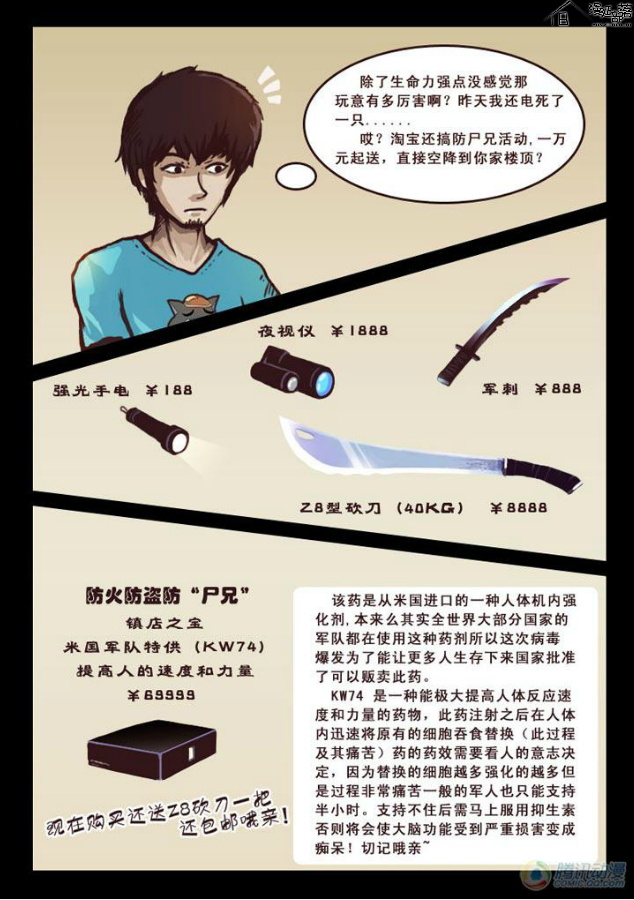 除了生命力强点没感觉那
玩意有多厉害啊？昨天我还电死了
一只......
哎？淘宝还搞防尸兄活动,一万
元起送，直接空降到你家楼顶？
夜视仪 ￥1888
强光手电 ￥188
军刺 ￥888
Z8型砍刀（40KG） ￥8888
防火防盗防“尸兄”
镇店之宝
米国军队特供（KW74）
提高人的速度和力量
￥69999
现在购买还送Z8砍刀一把
还包邮哦亲！
该药是从米国进口的一种人体机内强
化剂,本来么其实全世界大部分国家的
军队都在使用这种药剂所以这次病毒
爆发为了能让更多人生存下来国家批准
了可以贩卖此药。
KW74 是一种能极大提高人体反应速
度和力量的药物，此药注射之后在人体
内迅速将原有的细胞吞食替换（此过程
及其痛苦）药的药效需要看人的意志决
定，因为替换的细胞越多强化的越多但
是过程非常痛苦一般的军人也只能支持
半小时。支持不住后需马上服用抑生素
否则将会使大脑功能受到严重损害变成
痴呆！切记哦亲~
腾讯动漫